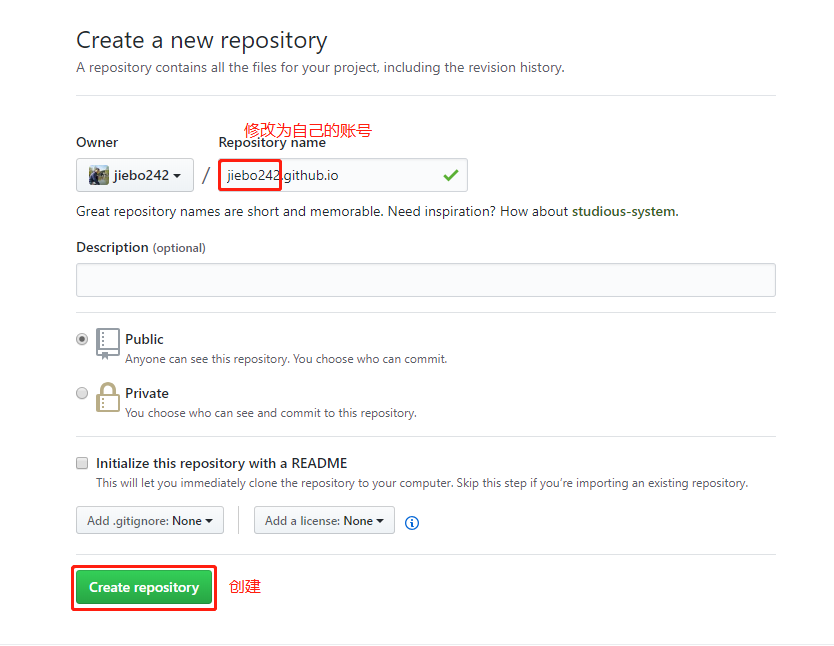 Create a new repository
A repository contains all the files for your project, including the revision history.
修改为自己的账号
Owner
Repository name
jiebo242 / jiebo242.github.io
Great repository names are short and memorable. Need inspiration? How about studious-system.
Description (optional)
Public
Anyone can see this repository. You choose who can commit.
Private
You choose who can see and commit to this repository.
Initialize this repository with a README
This will let you immediately clone the repository to your computer. Skip this step if you’re importing an existing repository.
Add .gitignore: None Add a license: None
Create repository 创建